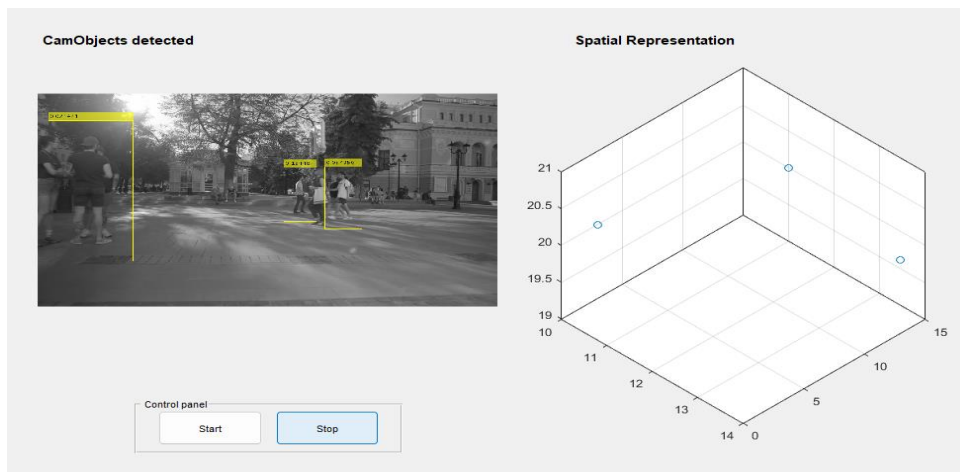 CamObjects detected
Spatial Representation
21
20.5
20
19.5
19
10
11
12
13
14
0
5
10
15
Control panel
Start
Stop